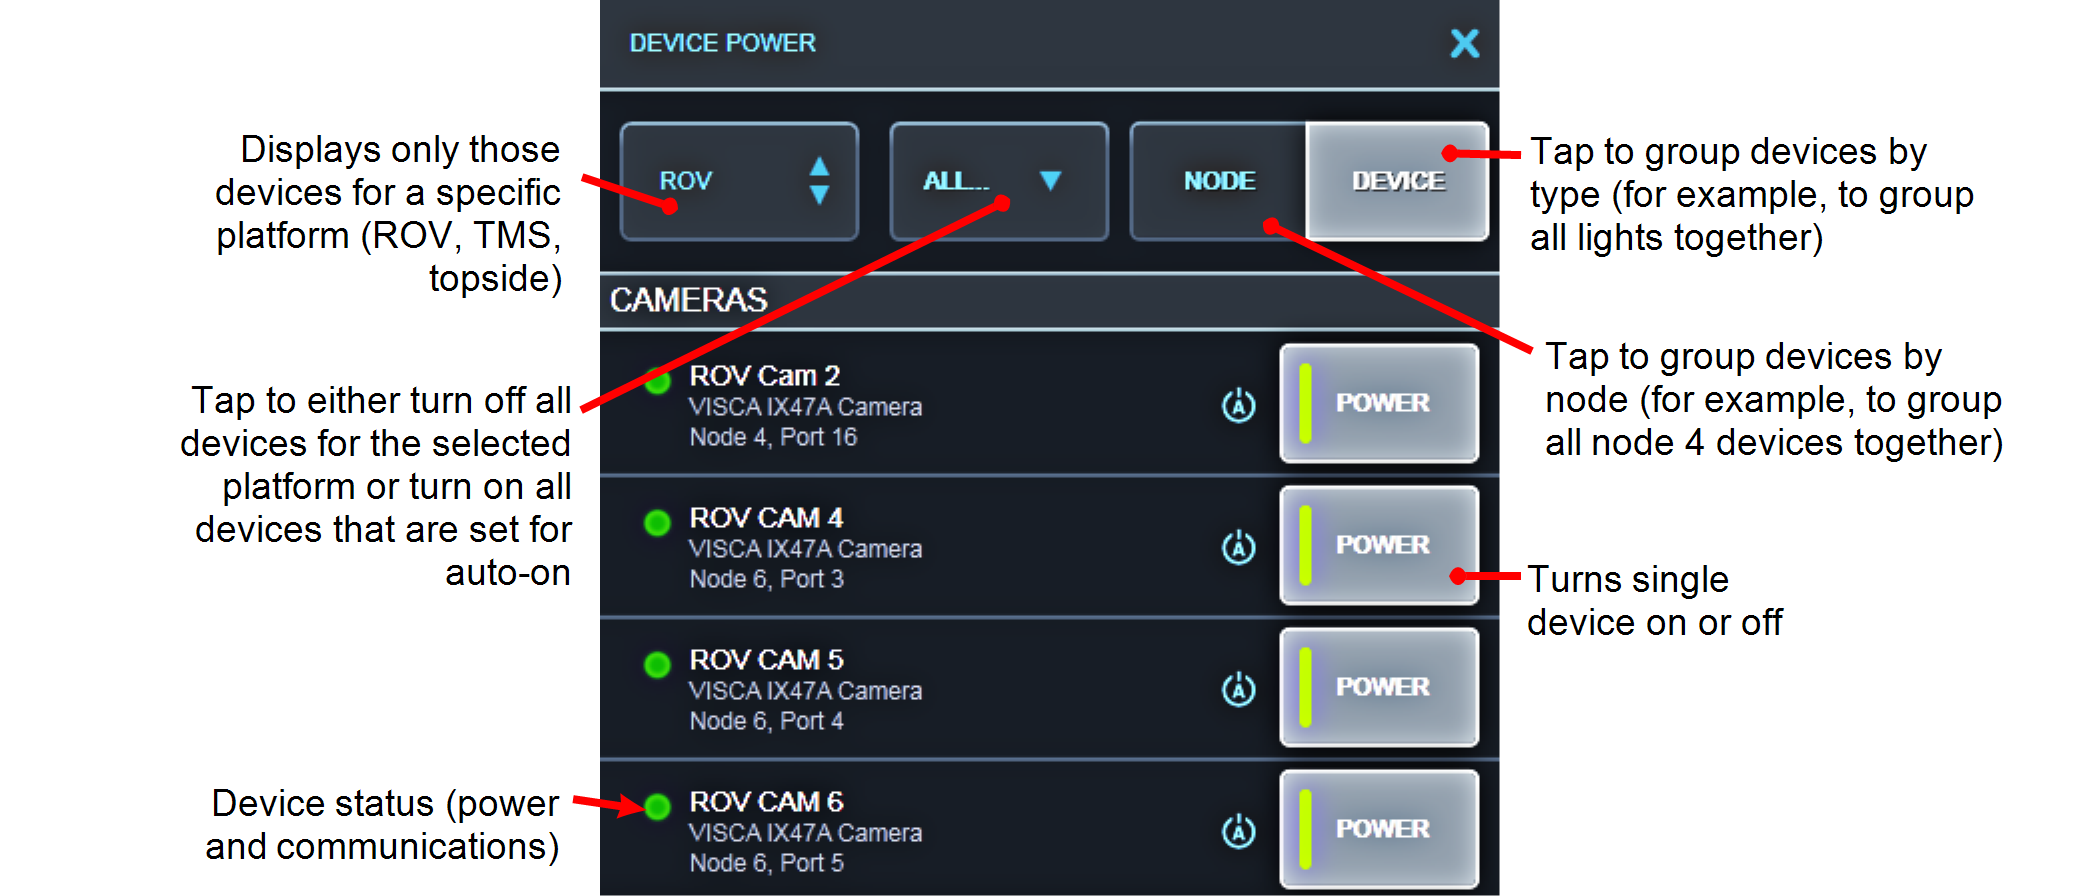 DEVICE POWER
X
ROV
ALL...
NODE
DEVICE
Displays only those
devices for a specific
platform (ROV, TMS,
topside)
Tap to group devices by
type (for example, to group
all lights together)
CAMERAS
Tap to either turn off all
devices for the selected
platform or turn on all
devices that are set for
auto-on
Tap to group devices by
node (for example, to group
all node 4 devices together)
ROV Cam 2
VISCA IX47A Camera
Node 4, Port 16
A
POWER
ROV CAM 4
VISCA IX47A Camera
Node 6, Port 3
A
POWER
Turns single
device on or off
ROV CAM 5
VISCA IX47A Camera
Node 6, Port 4
A
POWER
Device status (power
and communications)
ROV CAM 6
VISCA IX47A Camera
Node 6, Port 5
A
POWER